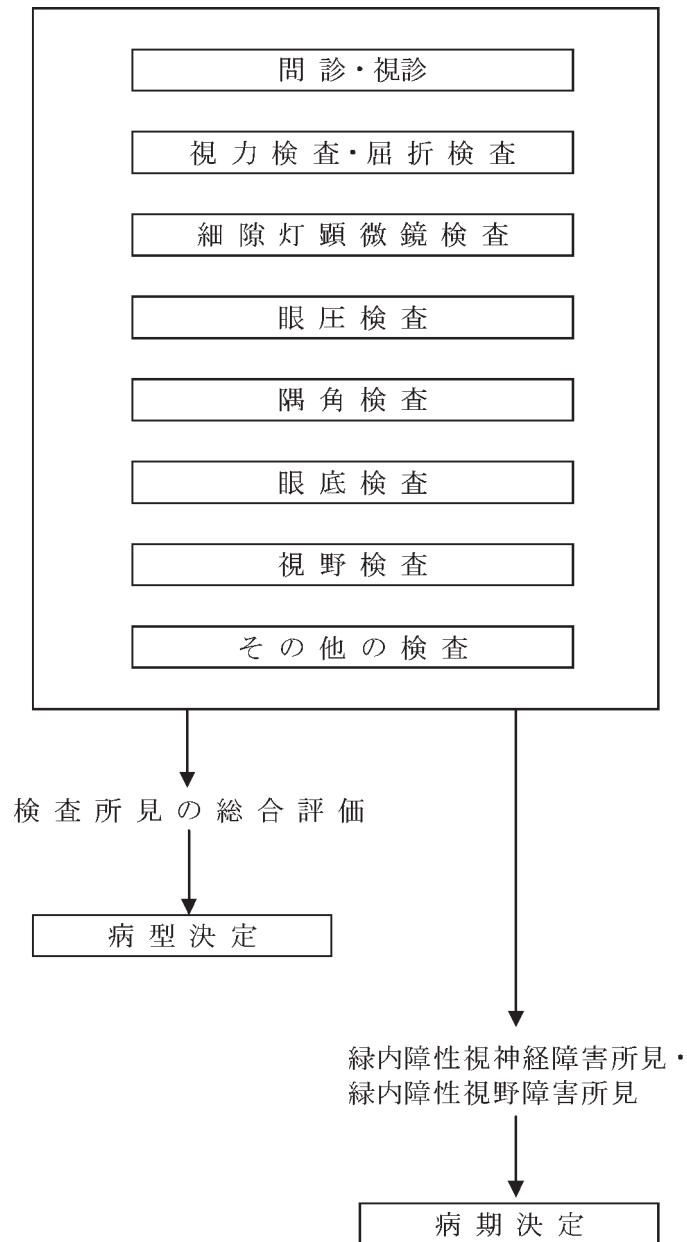 問診・視診
視力検査・屈折検査
細隙灯顕微鏡検査
眼圧検査
隅角検査
眼底検査
視野検査
その他の検査
検査所見の総合評価
病型決定
緑内障性視神経障害所見・
緑内障性視野障害所見
病期決定